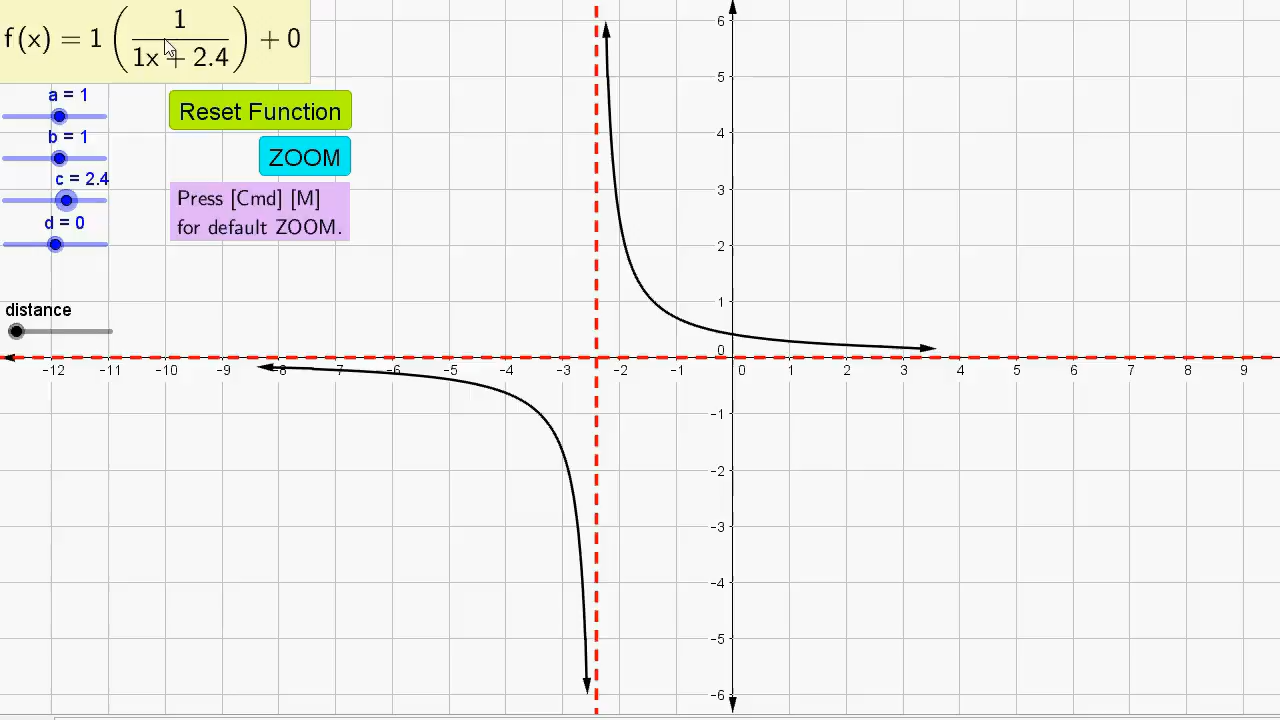 f(x) = 1 ( 1 / 1x + 2.4 ) + 0
a = 1
Reset Function
b = 1
ZOOM
c = 2.4
Press [Cmd] [M]
for default ZOOM.
d = 0
distance
6
5
4
3
2
1
0
-12 -11 -10 -9 -8 -7 -6 -5 -4 -3 -2 -1 0 1 2 3 4 5 6 7 8 9
-1
-2
-3
-4
-5
-6